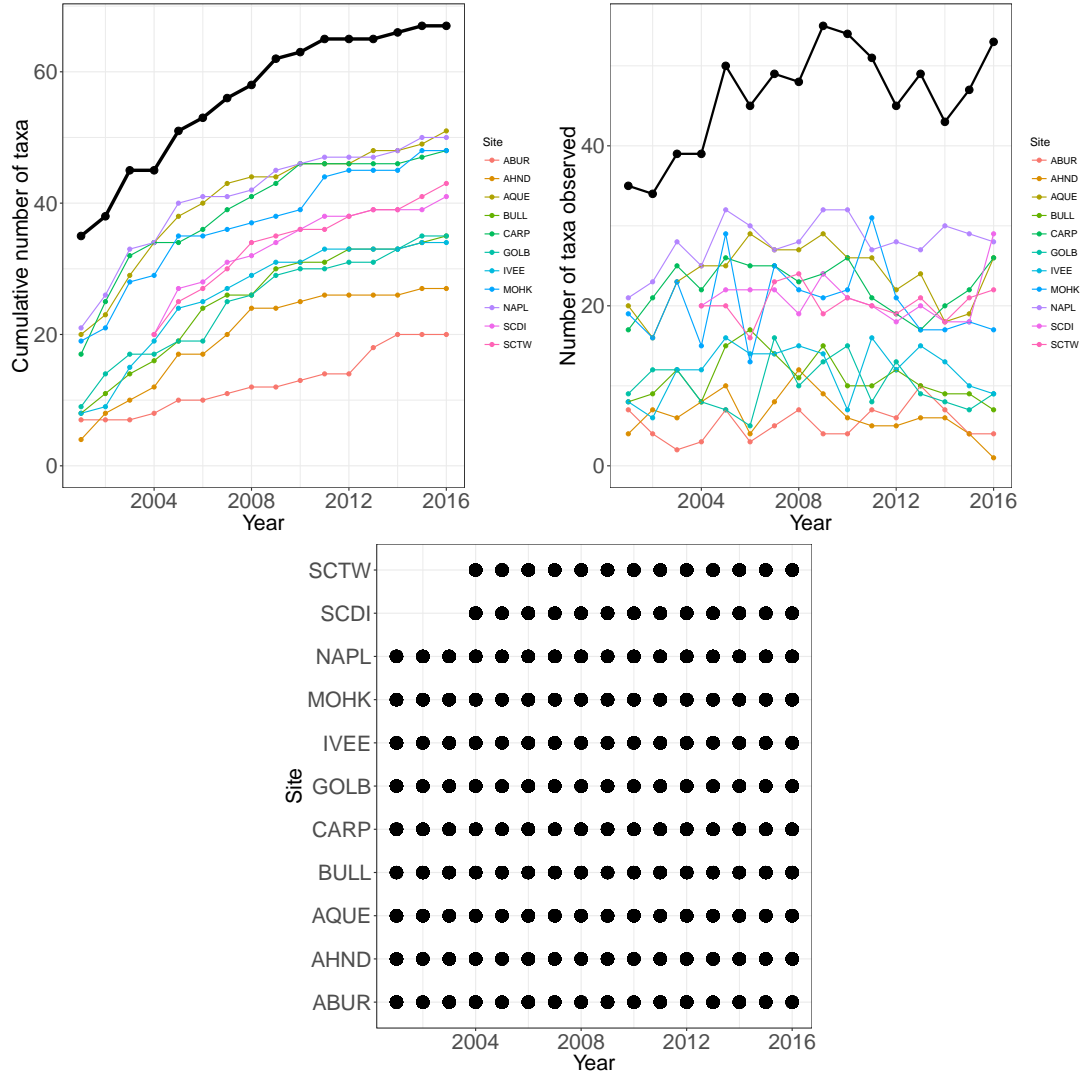 Cumulative number of taxa
60
40
20
0
2004 2008 2012 2016
Year
Site
ABUR
AHND
AQUE
BULL
CARP
GOLB
IVEE
MOHK
NAPL
SCDI
SCTW
Number of taxa observed
40
20
0
2004 2008 2012 2016
Year
Site
ABUR
AHND
AQUE
BULL
CARP
GOLB
IVEE
MOHK
NAPL
SCDI
SCTW
Site
SCTW
SCDI
NAPL
MOHK
IVEE
GOLB
CARP
BULL
AQUE
AHND
ABUR
2004 2008 2012 2016
Year